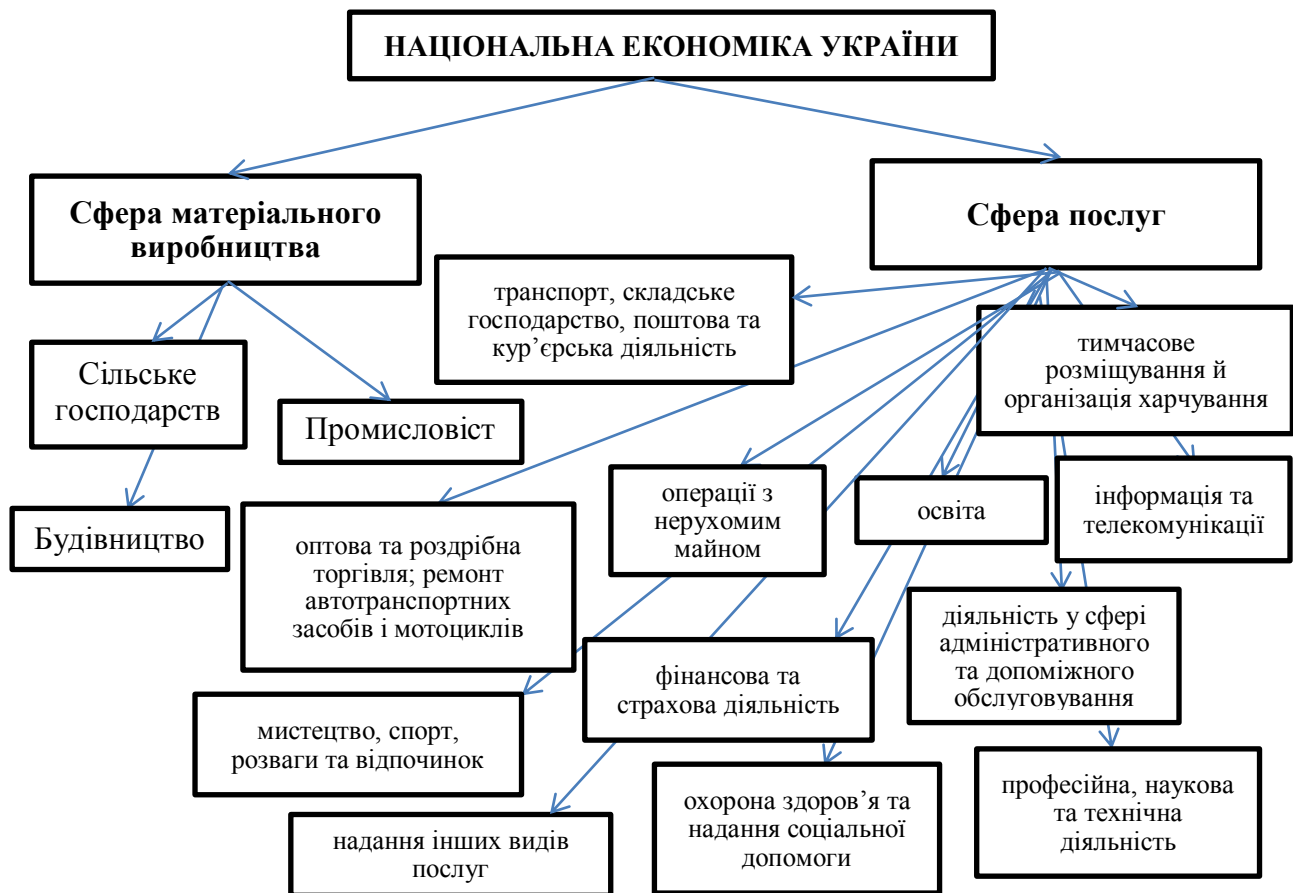 НАЦІОНАЛЬНА ЕКОНОМІКА УКРАЇНИ
Сфера матеріального
виробництва
Сфера послуг
транспорт, складське
господарство, поштова та
кур’єрська діяльність
тимчасове
розміщування й
організація харчування
Сільське
господарств
Промисловіст
Будівництво
оптова та роздрібна
торгівля; ремонт
автотранспортних
засобів і мотоциклів
операції з
нерухомим
майном
освіта
інформація та
телекомунікації
діяльність у сфері
адміністративного
та допоміжного
обслуговування
фінансова та
страхова діяльність
мистецтво, спорт,
розваги та відпочинок
надання інших видів
послуг
охорона здоров’я та
надання соціальної
допомоги
професійна, наукова
та технічна
діяльність